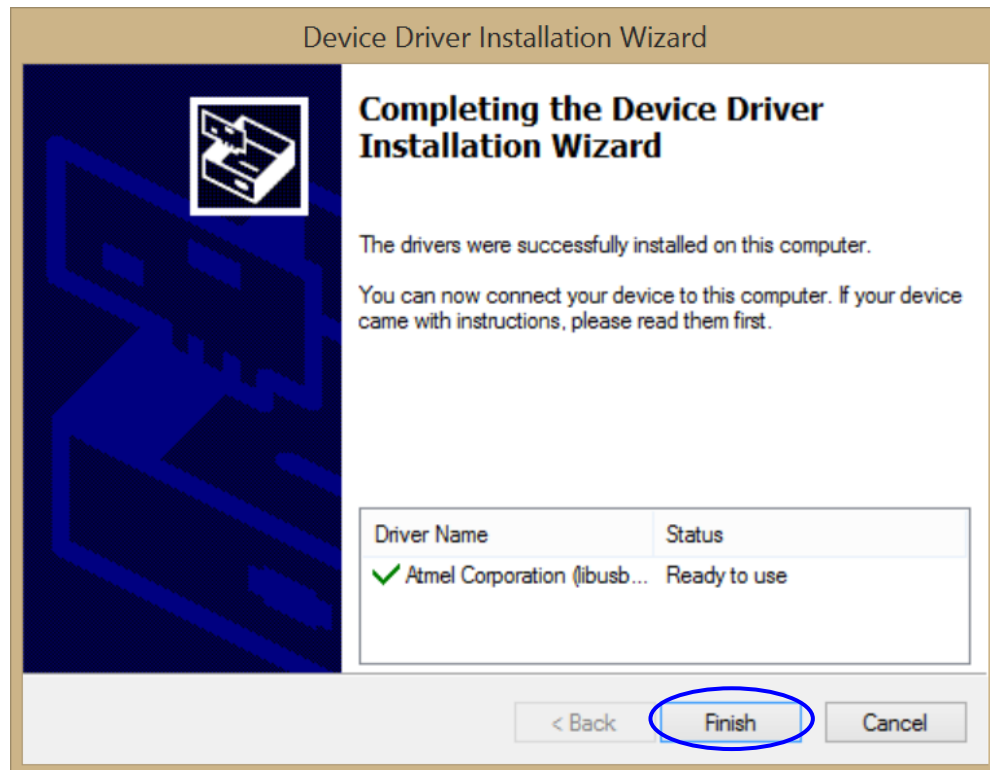 Device Driver Installation Wizard
Completing the Device Driver
Installation Wizard
The drivers were successfully installed on this computer.
You can now connect your device to this computer. If your device
came with instructions, please read them first.
Driver Name Status
Atmel Corporation (libusb... Ready to use
< Back Finish Cancel